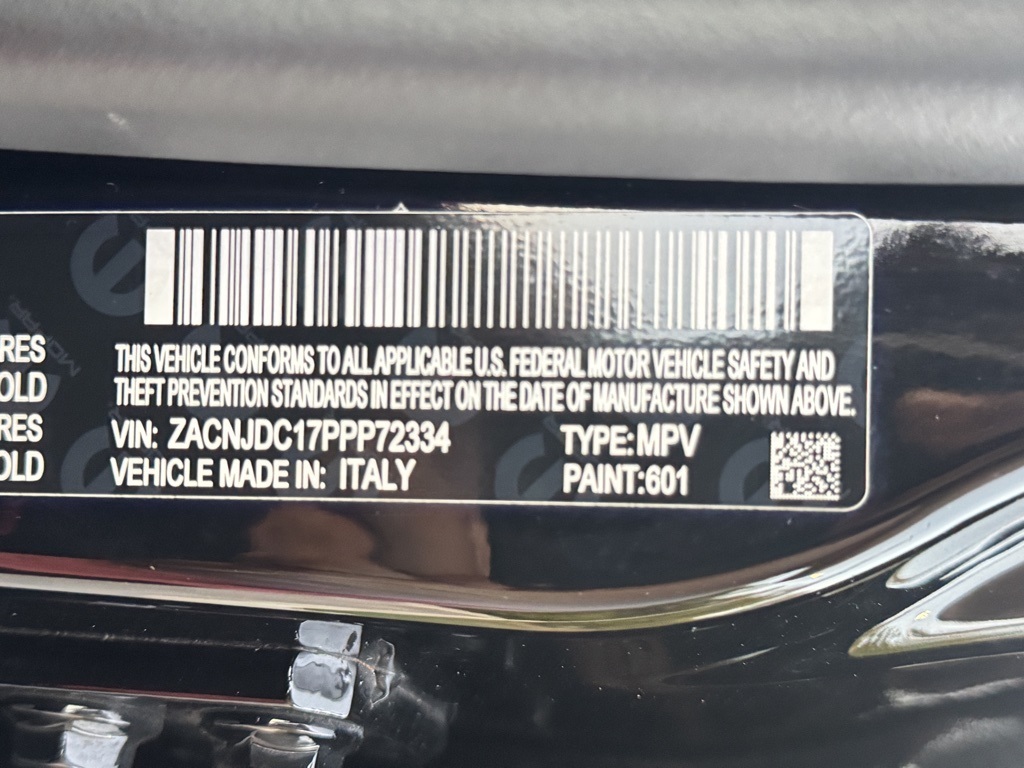 RES
OLD
RES
OLD
THIS VEHICLE CONFORMS TO ALL APPLICABLE U.S. FEDERAL MOTOR VEHICLE SAFETY AND
THEFT PREVENTION STANDARDS IN EFFECT ON THE DATE OF MANUFACTURE SHOWN ABOVE.
VIN: ZACNJDC17PPP72334 TYPE:MPV
VEHICLE MADE IN: ITALY PAINT:601